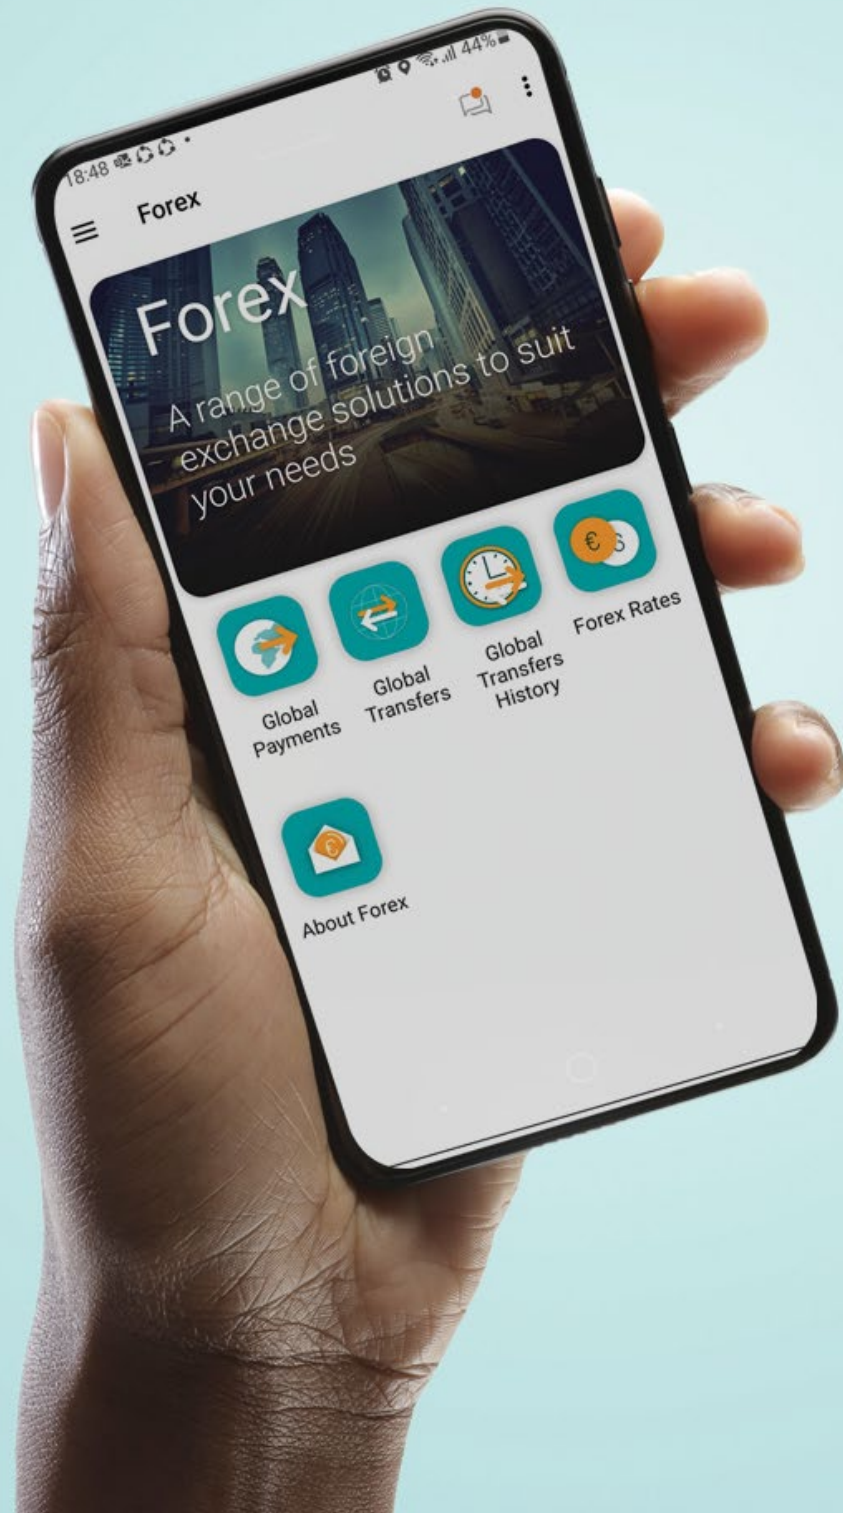 18:48
44%
Forex
Forex
A range of foreign
exchange solutions to suit
your needs
€
Global
Payments
Global
Transfers
Global
Transfers
History
Forex Rates
€
About Forex